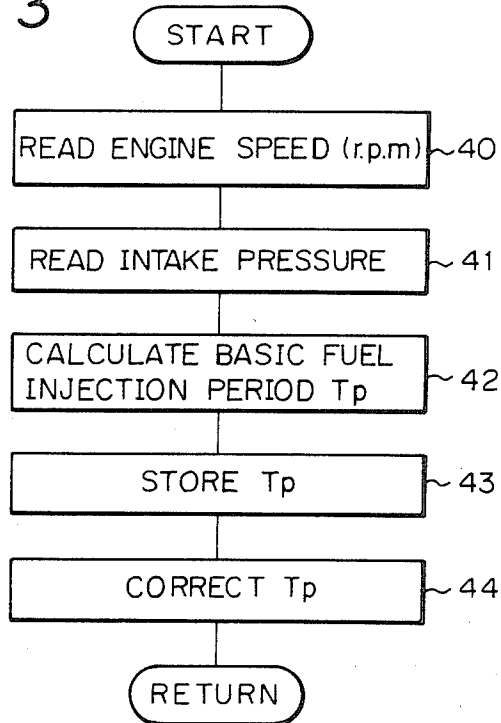 3
START
READ ENGINE SPEED (r.p.m) 40
READ INTAKE PRESSURE 41
CALCULATE BASIC FUEL
INJECTION PERIOD Tp 42
STORE Tp 43
CORRECT Tp 44
RETURN